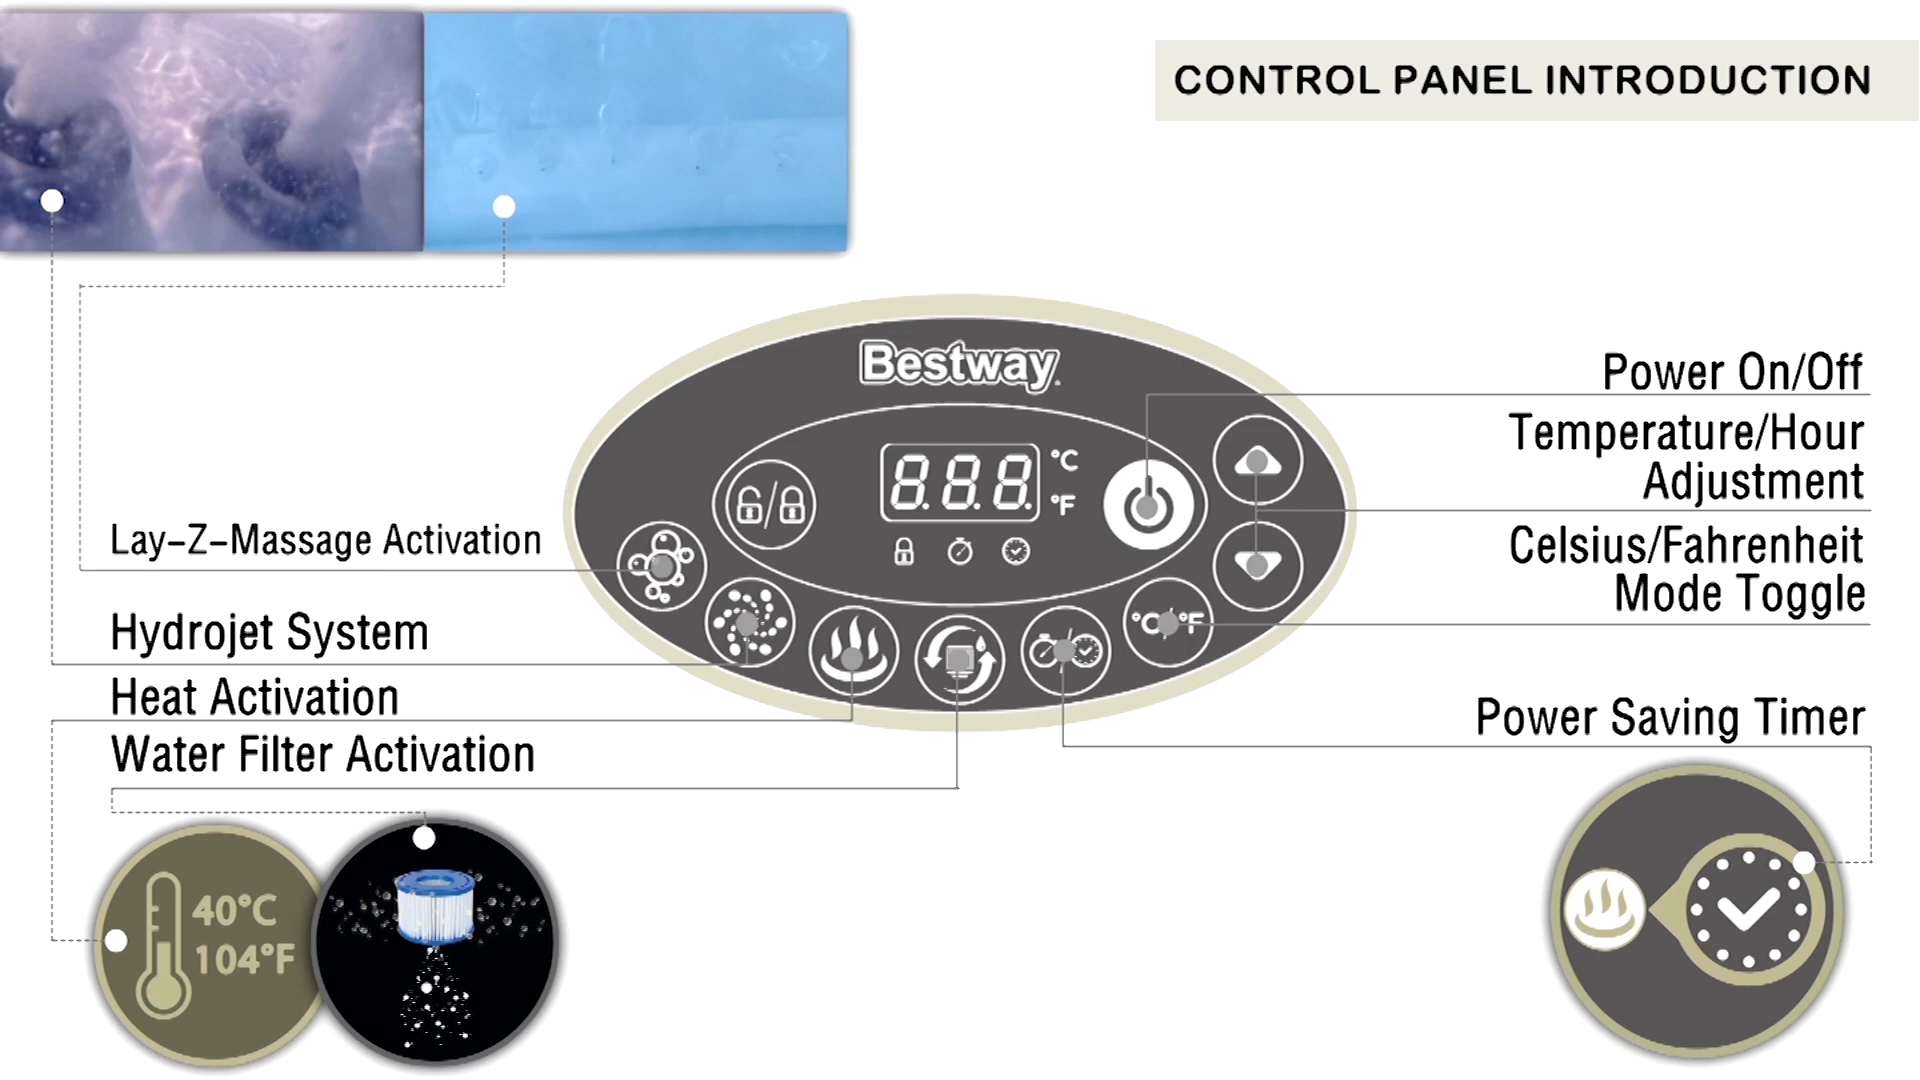 CONTROL PANEL INTRODUCTION
Bestway
888
°C
°F
°C/°F
Power On/Off
Temperature/Hour
Adjustment
Celsius/Fahrenheit
Mode Toggle
Power Saving Timer
Lay-Z-Massage Activation
Hydrojet System
Heat Activation
Water Filter Activation
40°C
104°F